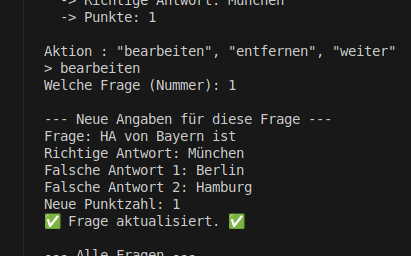 -> Richtige Antwort: München
-> Punkte: 1
Aktion : "bearbeiten", "entfernen", "weiter"
> bearbeiten
Welche Frage (Nummer): 1
--- Neue Angaben für diese Frage ---
Frage: HA von Bayern ist
Richtige Antwort: München
Falsche Antwort 1: Berlin
Falsche Antwort 2: Hamburg
Neue Punktzahl: 1
✅ Frage aktualisiert. ✅
--- Alle Fragen ---